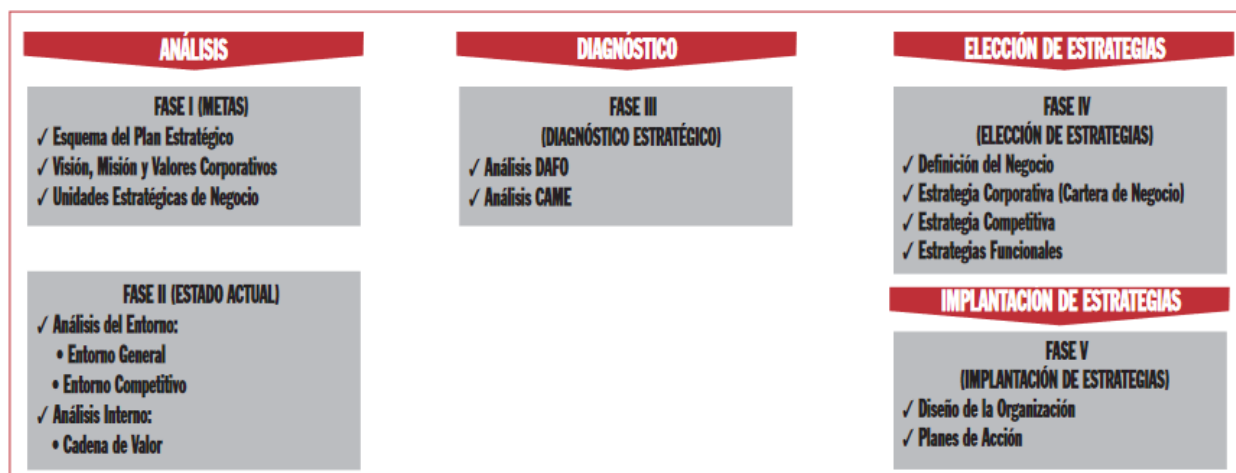 ANÁLISIS
FASE I (METAS)
✓ Esquema del Plan Estratégico
✓ Visión, Misión y Valores Corporativos
✓ Unidades Estratégicas de Negocio
FASE II (ESTADO ACTUAL)
✓ Análisis del Entorno:
• Entorno General
• Entorno Competitivo
✓ Análisis Interno:
• Cadena de Valor
DIAGNÓSTICO
FASE III
(DIAGNÓSTICO ESTRATÉGICO)
✓ Análisis DAFO
✓ Análisis CAME
ELECCIÓN DE ESTRATEGIAS
FASE IV
(ELECCIÓN DE ESTRATEGIAS)
✓ Definición del Negocio
✓ Estrategia Corporativa (Cartera de Negocio)
✓ Estrategia Competitiva
✓ Estrategias Funcionales
IMPLANTACIÓN DE ESTRATEGIAS
FASE V
(IMPLANTACIÓN DE ESTRATEGIAS)
✓ Diseño de la Organización
✓ Planes de Acción